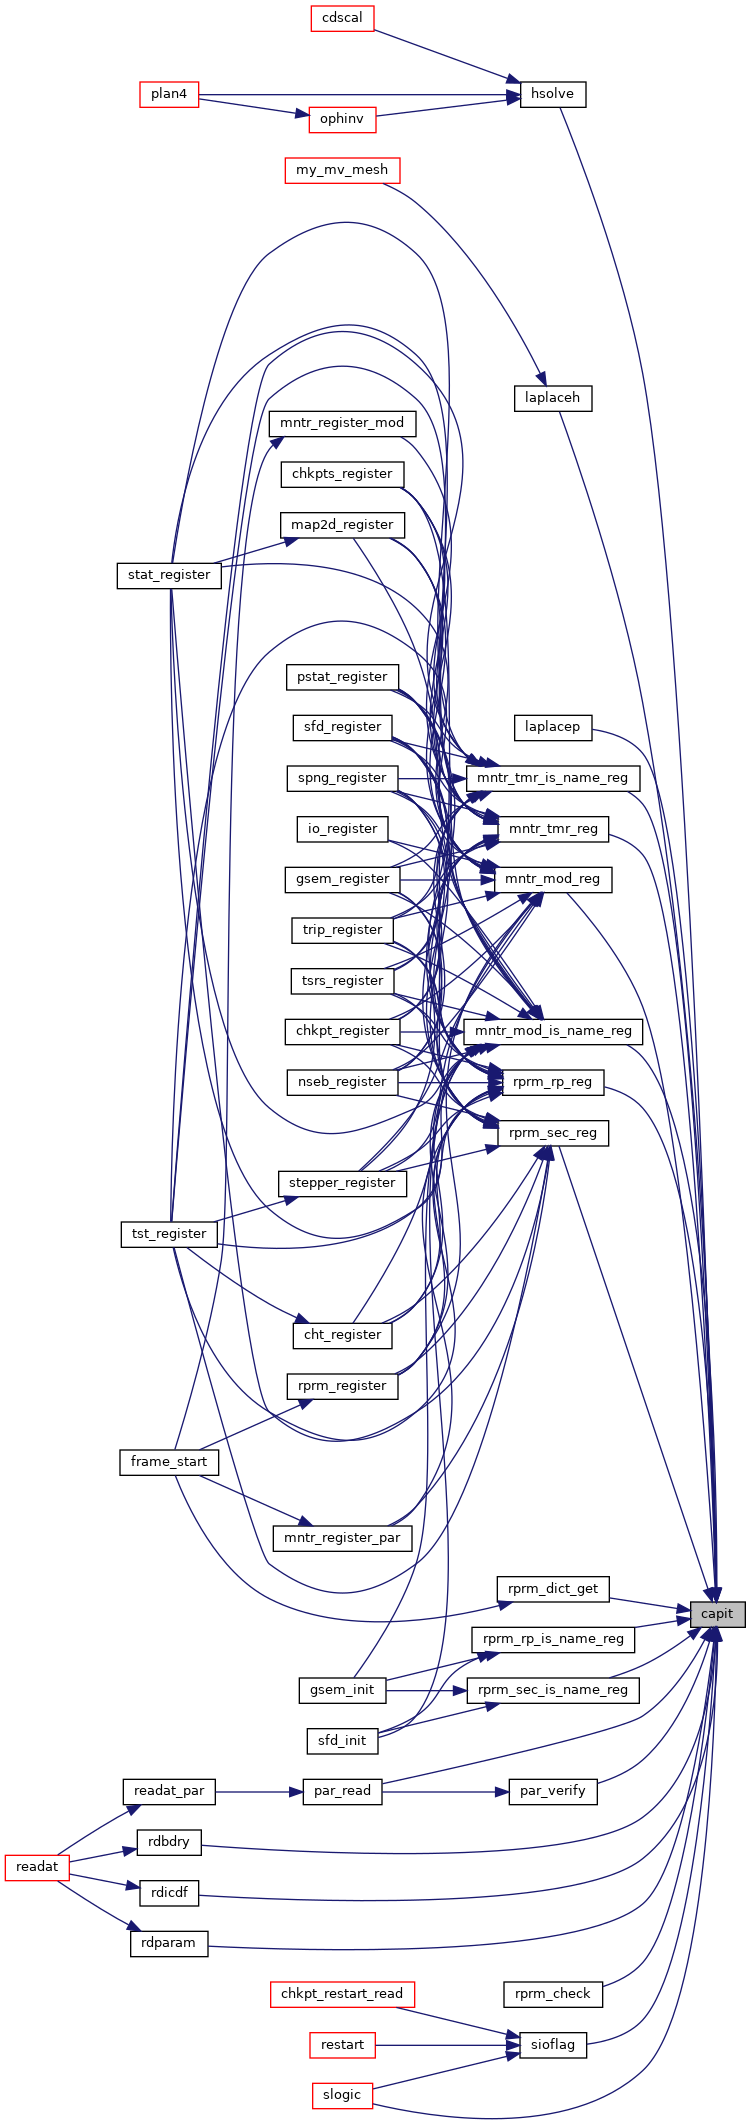 cdscal
plan4
hsolve
ophinv
my_mv_mesh
laplaceh
mntr_register_mod
chkpts_register
map2d_register
stat_register
pstat_register
sfd_register
laplacep
spng_register
mntr_tmr_is_name_reg
io_register
mntr_tmr_reg
gsem_register
mntr_mod_reg
trip_register
tsrs_register
chkpt_register
mntr_mod_is_name_reg
nseb_register
rprm_rp_reg
rprm_sec_reg
stepper_register
tst_register
cht_register
rprm_register
frame_start
mntr_register_par
rprm_dict_get
capit
rprm_rp_is_name_reg
gsem_init
rprm_sec_is_name_reg
sfd_init
readat_par
par_read
par_verify
rdbdry
readat
rdicdf
rdparam
chkpt_restart_read
rprm_check
restart
sioflag
slogic